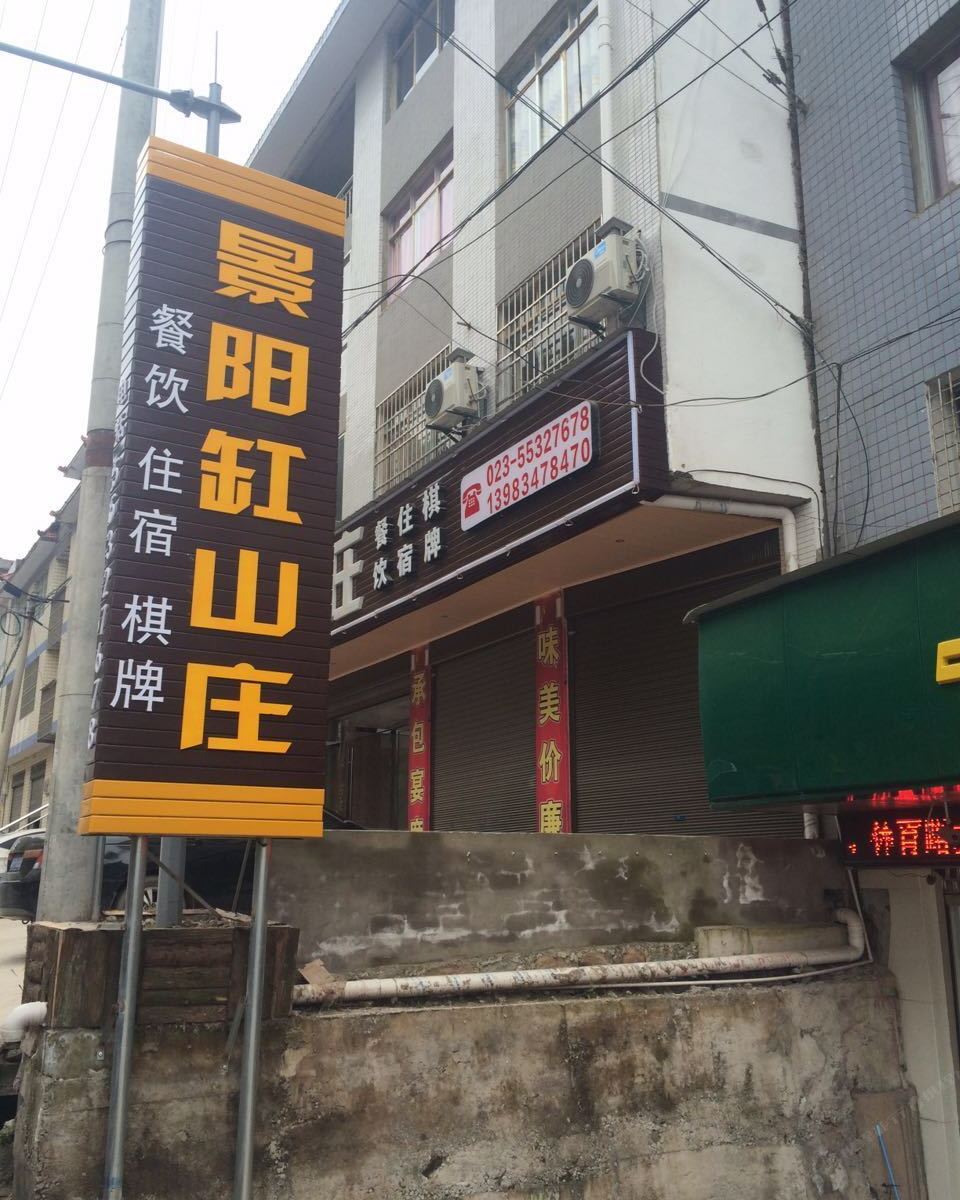 景阳缸山庄
餐饮 住宿 棋牌
庄
餐饮
住宿
棋牌
023-55327678
13983478470
承包宴
味美价廉